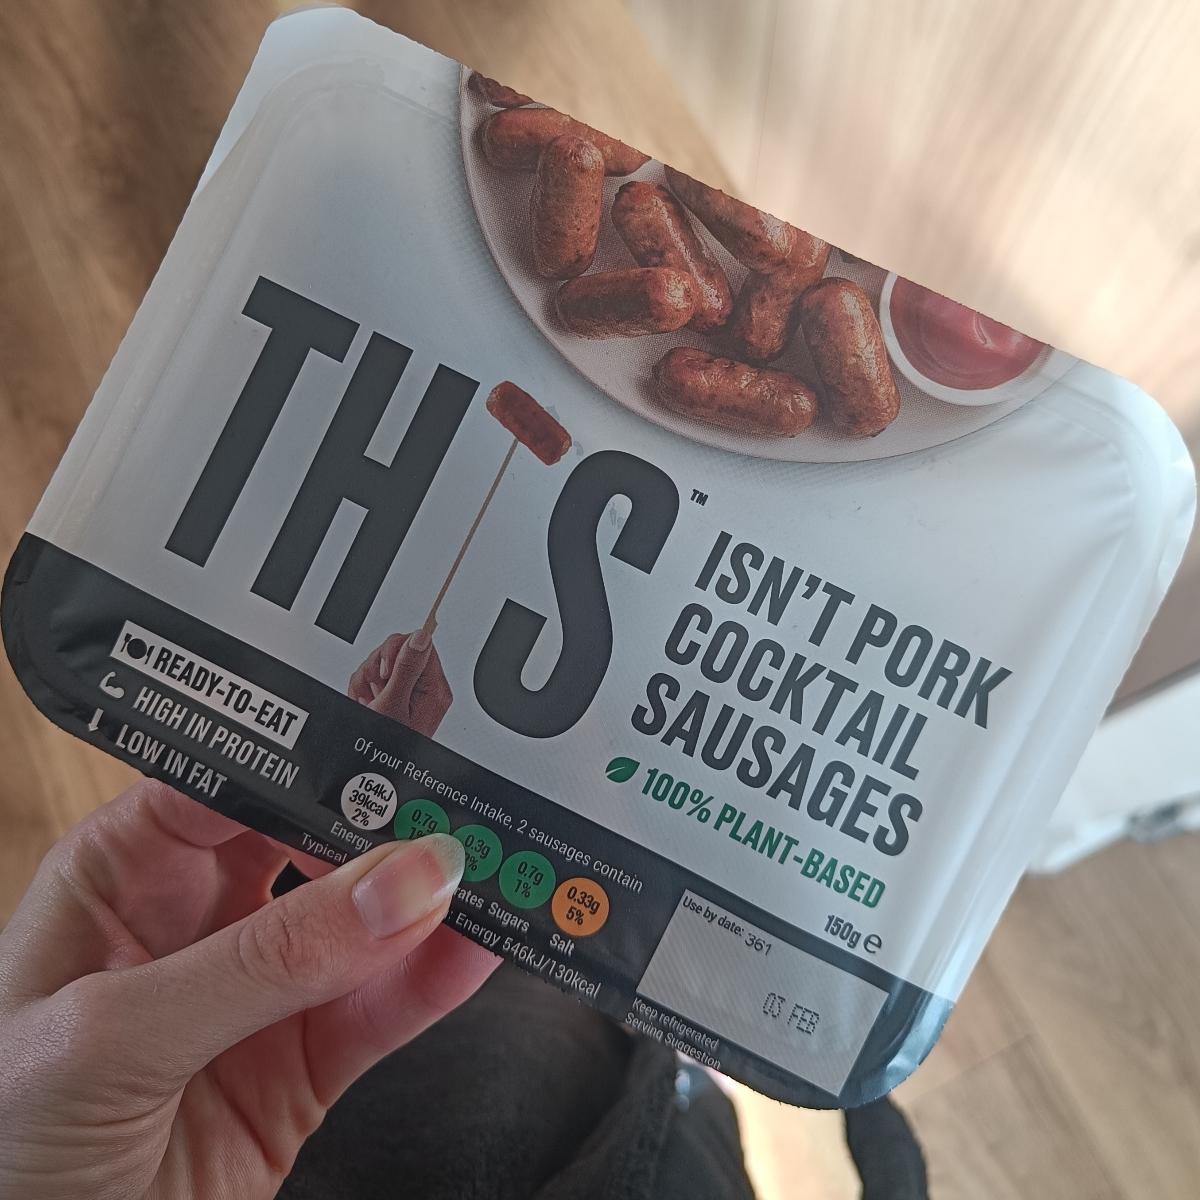 THIS™
ISN'T PORK
COCKTAIL
SAUSAGES
100% PLANT-BASED
150g e
READY-TO-EAT
HIGH IN PROTEIN
LOW IN FAT
Of your Reference Intake, 2 sausages contain
164kJ
39kcal
2%
0.7g
0.3g
0.7g
1%
0.33g
5%
Energy
Sugars
Salt
Typical
: Energy 546kJ/130kcal
Use by date: 361
03 FEB
Keep refrigerated
Serving Suggestion